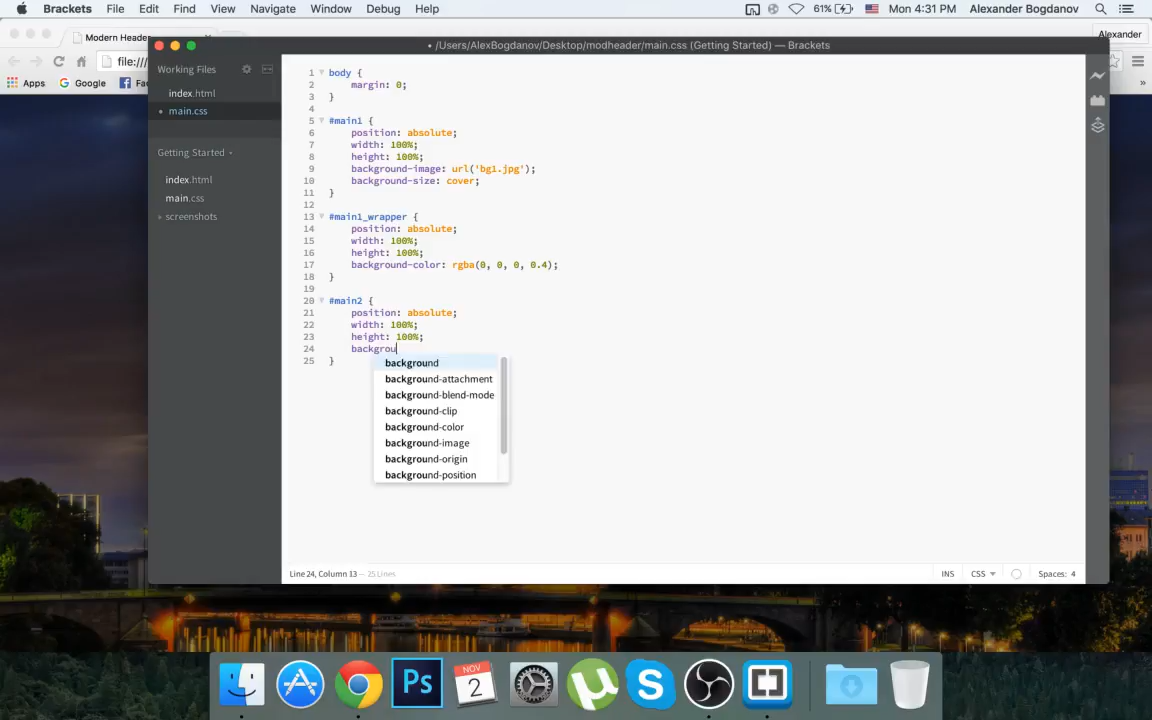 Brackets File Edit Find View Navigate Window Debug Help 61% Mon 4:31 PM Alexander Bogdanov
Modern Header
• /Users/AlexBogdanov/Desktop/modheader/main.css (Getting Started) — Brackets
Alexander
file:///
Apps Google Fa
Working Files
index.html
• main.css
Getting Started
index.html
main.css
screenshots
1 body {
2 margin: 0;
3 }
4
5 #main1 {
6 position: absolute;
7 width: 100%;
8 height: 100%;
9 background-image: url('bg1.jpg');
10 background-size: cover;
11 }
12
13 #main1_wrapper {
14 position: absolute;
15 width: 100%;
16 height: 100%;
17 background-color: rgba(0, 0, 0, 0.4);
18 }
19
20 #main2 {
21 position: absolute;
22 width: 100%;
23 height: 100%;
24 backgrou
25 }
background
background-attachment
background-blend-mode
background-clip
background-color
background-image
background-origin
background-position
Line 24, Column 13 — 25 Lines INS CSS Spaces: 4
Ps
NOV
2
S